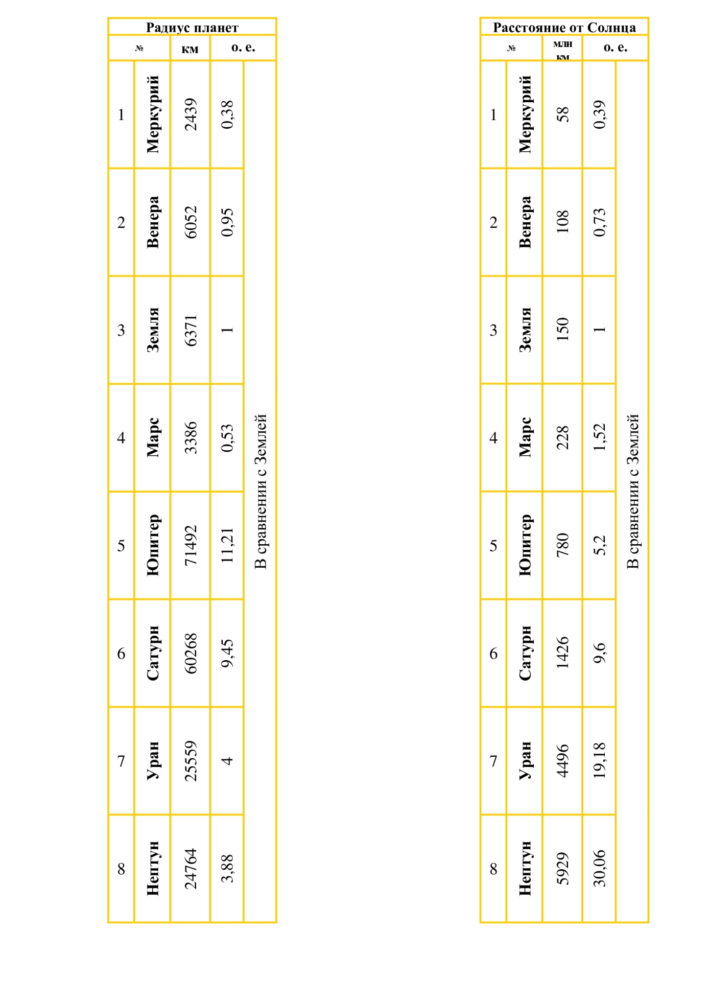 Радиус планет
№ км о. е.
1 Меркурий 2439 0,38
2 Венера 6052 0,95
3 Земля 6371 1
4 Марс 3386 0,53
5 Юпитер 71492 11,21
6 Сатурн 60268 9,45
7 Уран 25559 4
8 Нептун 24764 3,88
В сравнении с Землей
Расстояние от Солнца
№ млн км о. е.
1 Меркурий 58 0,39
2 Венера 108 0,73
3 Земля 150 1
4 Марс 228 1,52
5 Юпитер 780 5,2
6 Сатурн 1426 9,6
7 Уран 4496 19,18
8 Нептун 5929 30,06
В сравнении с Землей